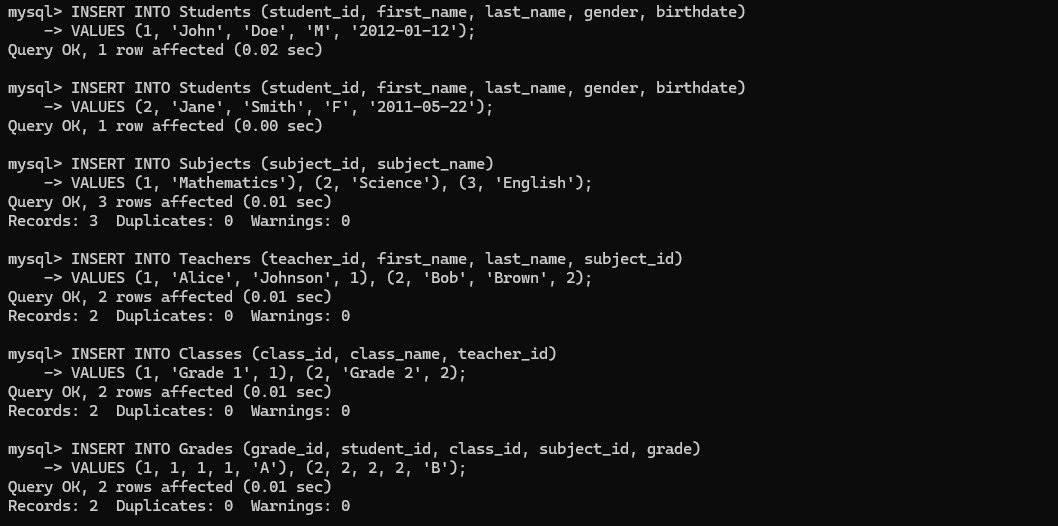 mysql> INSERT INTO Students (student_id, first_name, last_name, gender, birthdate)
    -> VALUES (1, 'John', 'Doe', 'M', '2012-01-12');
Query OK, 1 row affected (0.02 sec)

mysql> INSERT INTO Students (student_id, first_name, last_name, gender, birthdate)
    -> VALUES (2, 'Jane', 'Smith', 'F', '2011-05-22');
Query OK, 1 row affected (0.00 sec)

mysql> INSERT INTO Subjects (subject_id, subject_name)
    -> VALUES (1, 'Mathematics'), (2, 'Science'), (3, 'English');
Query OK, 3 rows affected (0.01 sec)
Records: 3  Duplicates: 0  Warnings: 0

mysql> INSERT INTO Teachers (teacher_id, first_name, last_name, subject_id)
    -> VALUES (1, 'Alice', 'Johnson', 1), (2, 'Bob', 'Brown', 2);
Query OK, 2 rows affected (0.01 sec)
Records: 2  Duplicates: 0  Warnings: 0

mysql> INSERT INTO Classes (class_id, class_name, teacher_id)
    -> VALUES (1, 'Grade 1', 1), (2, 'Grade 2', 2);
Query OK, 2 rows affected (0.01 sec)
Records: 2  Duplicates: 0  Warnings: 0

mysql> INSERT INTO Grades (grade_id, student_id, class_id, subject_id, grade)
    -> VALUES (1, 1, 1, 1, 'A'), (2, 2, 2, 2, 'B');
Query OK, 2 rows affected (0.01 sec)
Records: 2  Duplicates: 0  Warnings: 0